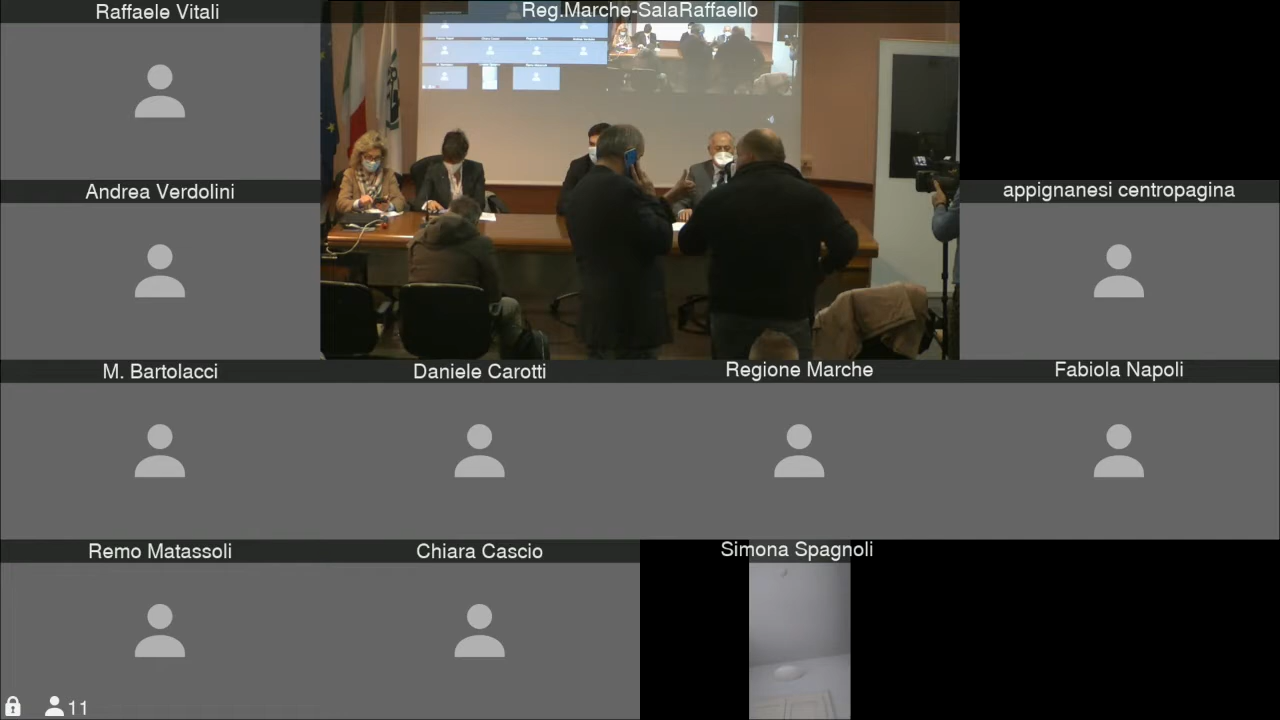 Raffaele Vitali
Reg.Marche-SalaRaffaello
Andrea Verdolini
appignanesi centropagina
M. Bartolacci
Daniele Carotti
Regione Marche
Fabiola Napoli
Remo Matassoli
Chiara Cascio
Simona Spagnoli
11